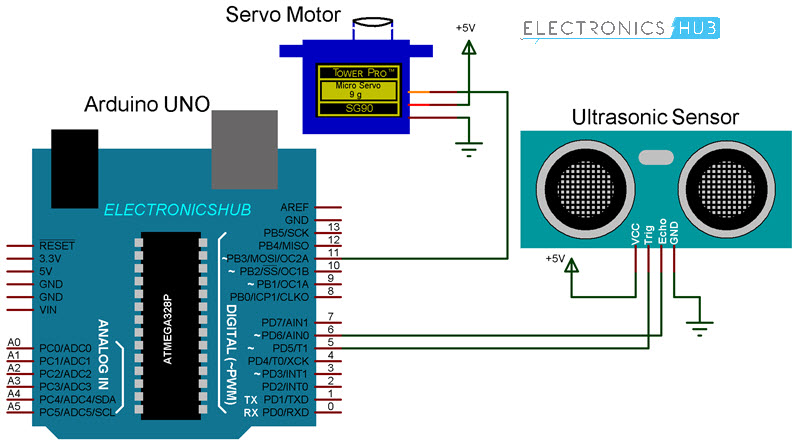 Servo Motor
+5V
ELECTRONICS HUB
TOWER PRO™
Micro Servo
9 g
SG90
Arduino UNO
Ultrasonic Sensor
ELECTRONICSHUB
VCC
Trig
Echo
GND
+5V
RESET
3.3V
5V
GND
GND
VIN
A0 PC0/ADC0
A1 PC1/ADC1
A2 PC2/ADC2
A3 PC3/ADC3
A4 PC4/ADC4/SDA
A5 PC5/ADC5/SCL
ANALOG IN
ATMEGA328P
DIGITAL (~PWM)
AREF
GND
PB5/SCK 13
PB4/MISO 12
~PB3/MOSI/OC2A 11
~ PB2/SS/OC1B 10
~ PB1/OC1A 9
PB0/ICP1/CLKO 8
PD7/AIN1 7
~ PD6/AIN0 6
~ PD5/T1 5
PD4/T0/XCK 4
~ PD3/INT1 3
PD2/INT0 2
TX PD1/TXD 1
RX PD0/RXD 0